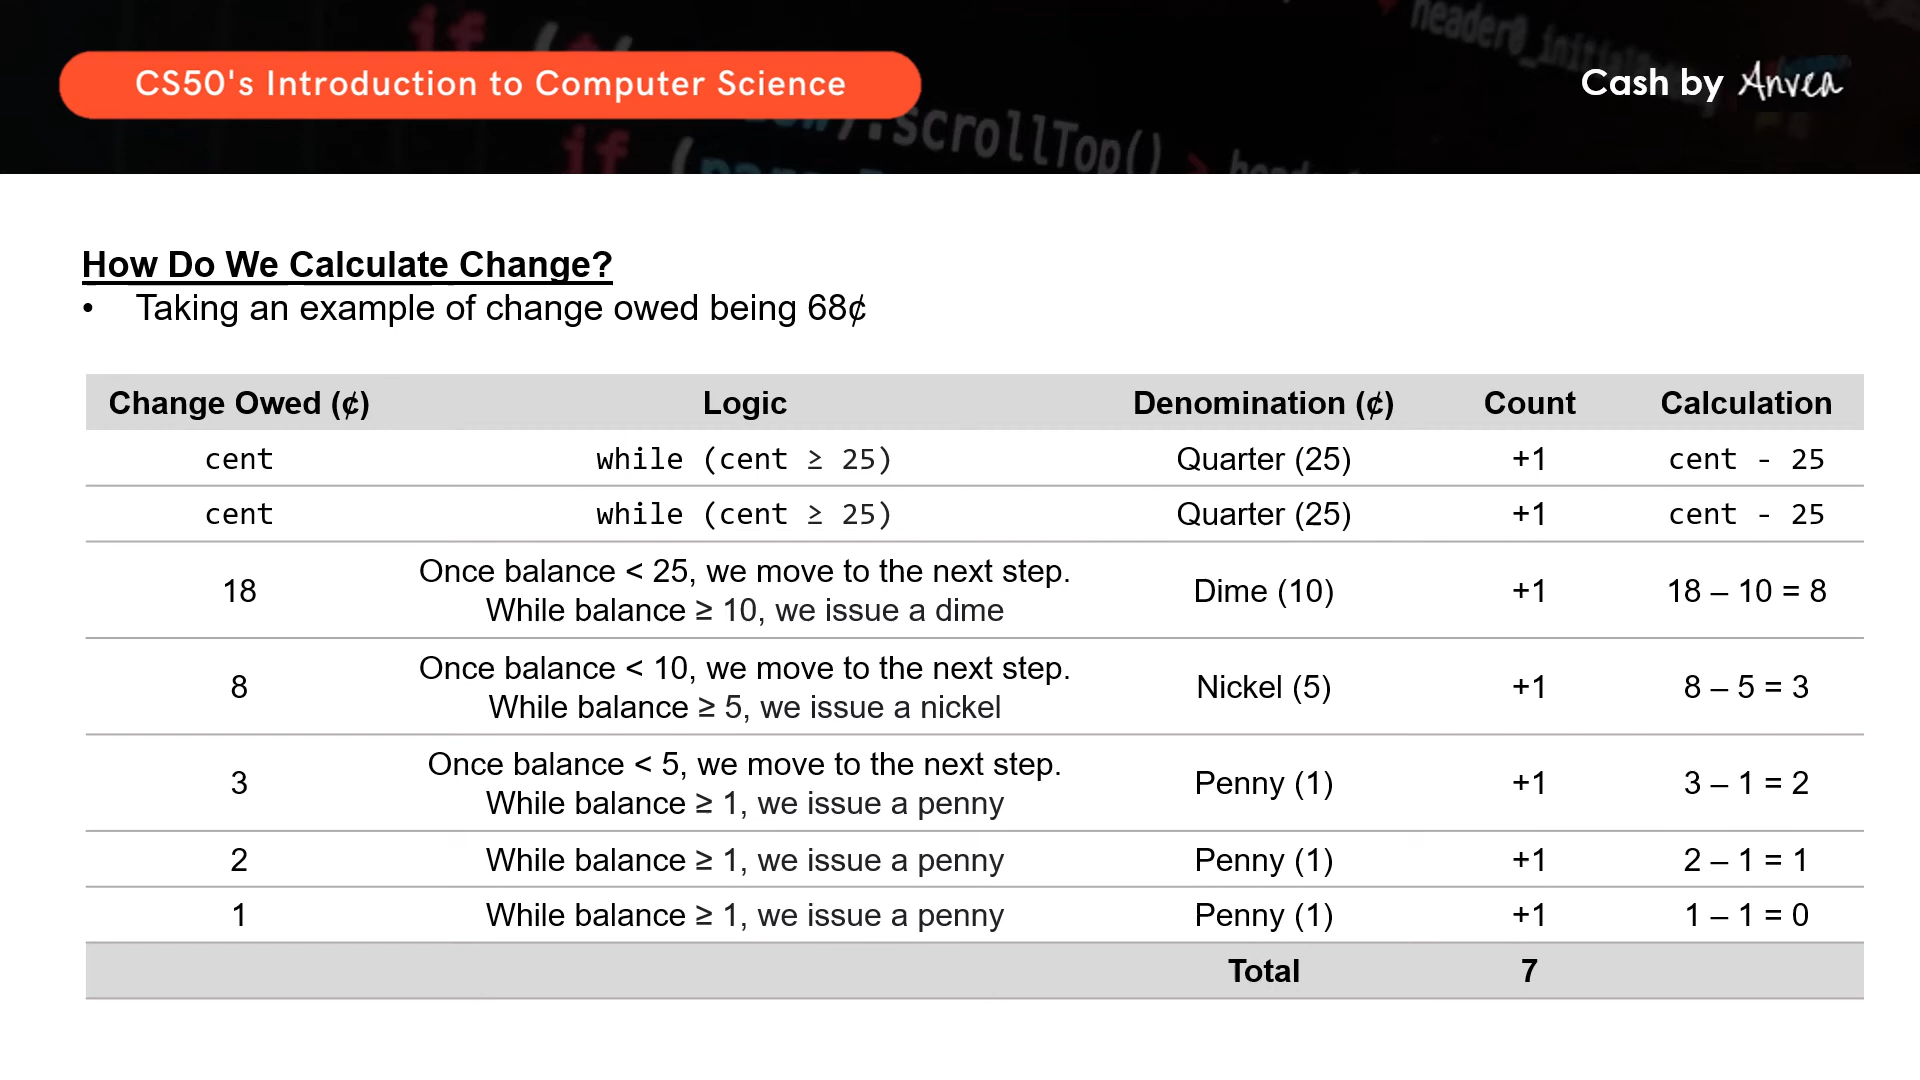 if (
header0_initial
CS50's Introduction to Computer Science
Cash by Anvea
.scrollTop() >
if (
How Do We Calculate Change?
• Taking an example of change owed being 68¢
Change Owed (¢) Logic Denomination (¢) Count Calculation
cent while (cent ≥ 25) Quarter (25) +1 cent - 25
cent while (cent ≥ 25) Quarter (25) +1 cent - 25
Once balance < 25, we move to the next step.
18 Dime (10) +1 18 – 10 = 8
While balance ≥ 10, we issue a dime
Once balance < 10, we move to the next step.
8 Nickel (5) +1 8 – 5 = 3
While balance ≥ 5, we issue a nickel
Once balance < 5, we move to the next step.
3 Penny (1) +1 3 – 1 = 2
While balance ≥ 1, we issue a penny
2 While balance ≥ 1, we issue a penny Penny (1) +1 2 – 1 = 1
1 While balance ≥ 1, we issue a penny Penny (1) +1 1 – 1 = 0
Total 7